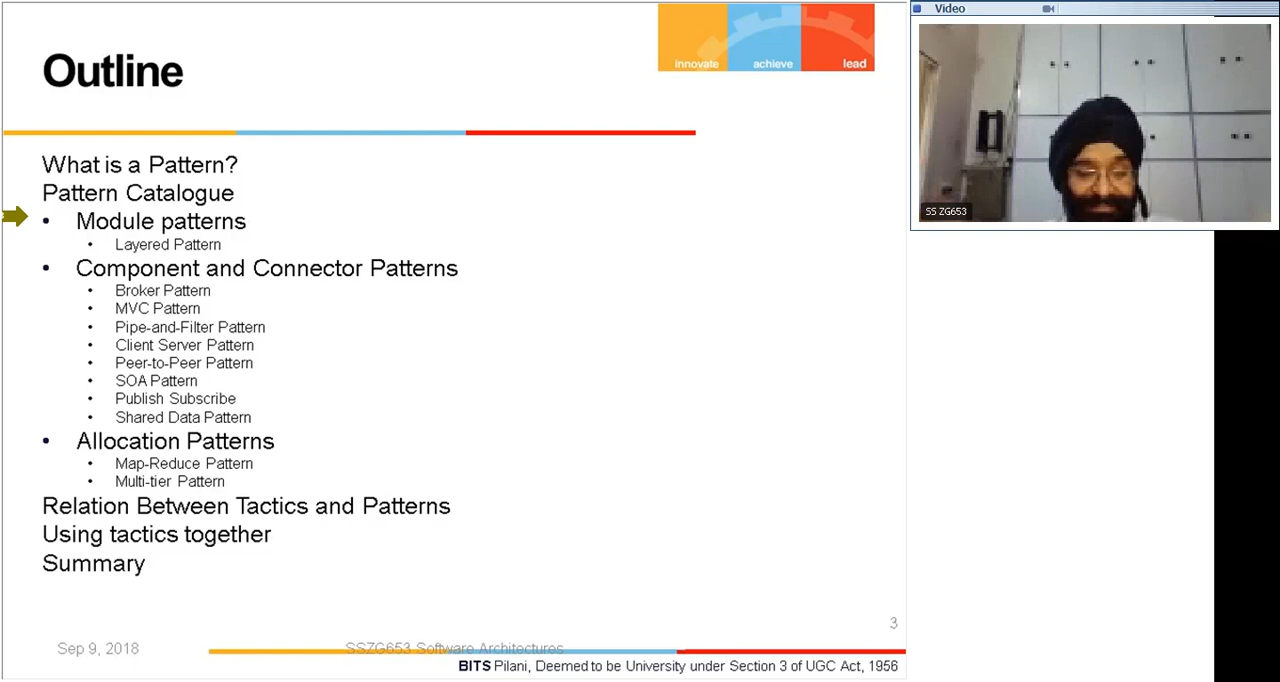 Outline
innovate achieve lead
What is a Pattern?
Pattern Catalogue
• Module patterns
• Layered Pattern
• Component and Connector Patterns
• Broker Pattern
• MVC Pattern
• Pipe-and-Filter Pattern
• Client Server Pattern
• Peer-to-Peer Pattern
• SOA Pattern
• Publish Subscribe
• Shared Data Pattern
• Allocation Patterns
• Map-Reduce Pattern
• Multi-tier Pattern
Relation Between Tactics and Patterns
Using tactics together
Summary
3
Sep 9, 2018
SSZG653 Software Architectures
BITS Pilani, Deemed to be University under Section 3 of UGC Act, 1956
Video
SS ZG653